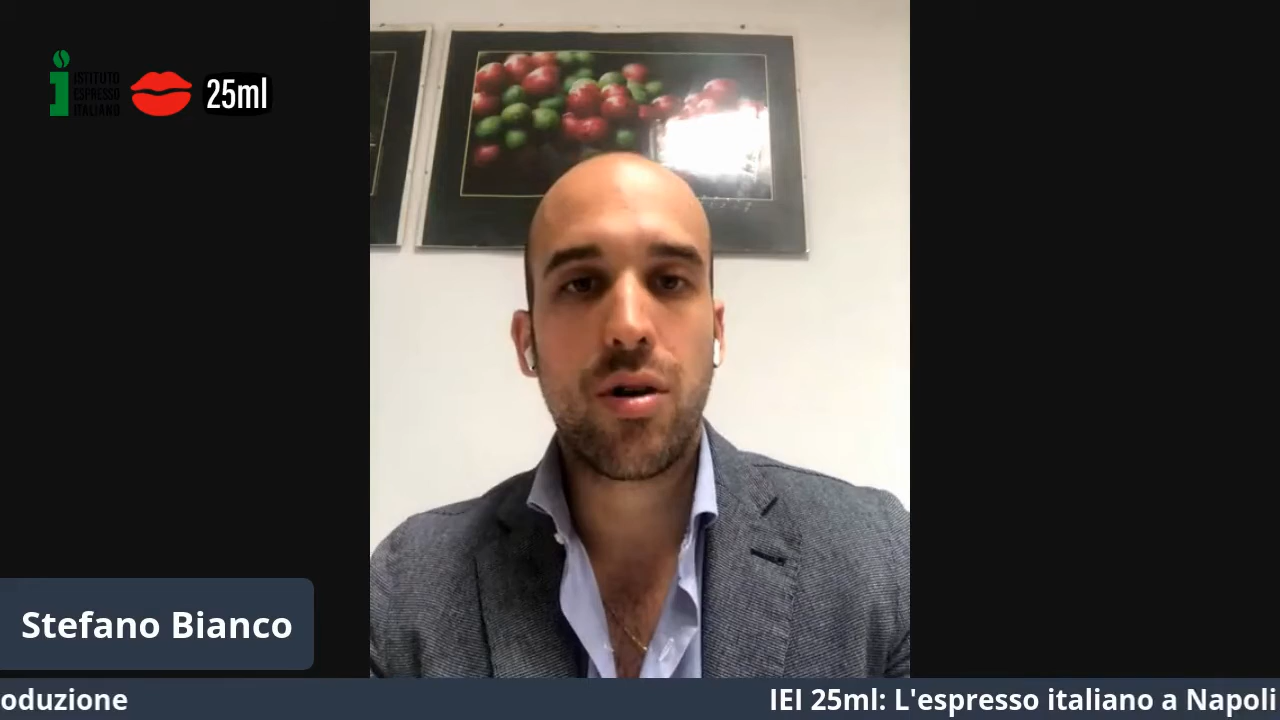 ISTITUTO
ESPRESSO
ITALIANO
25ml
Stefano Bianco
oduzione
IEI 25ml: L'espresso italiano a Napoli